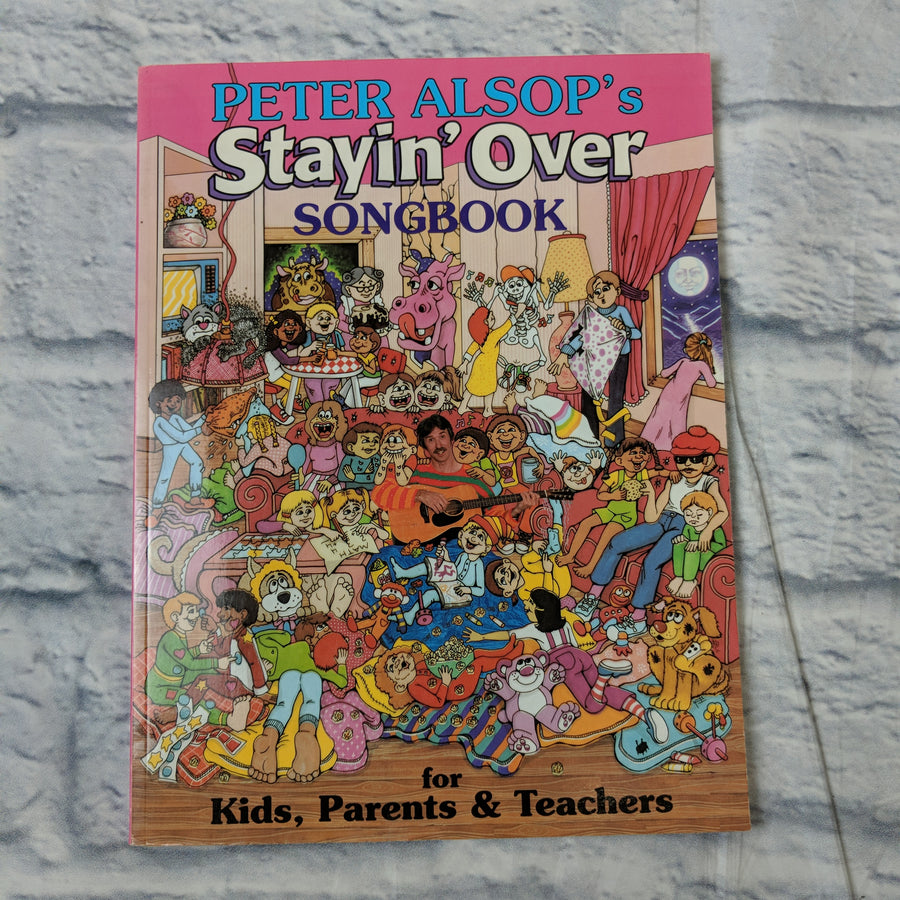 PETER ALSOP's
Stayin' Over
SONGBOOK
for
Kids, Parents & Teachers